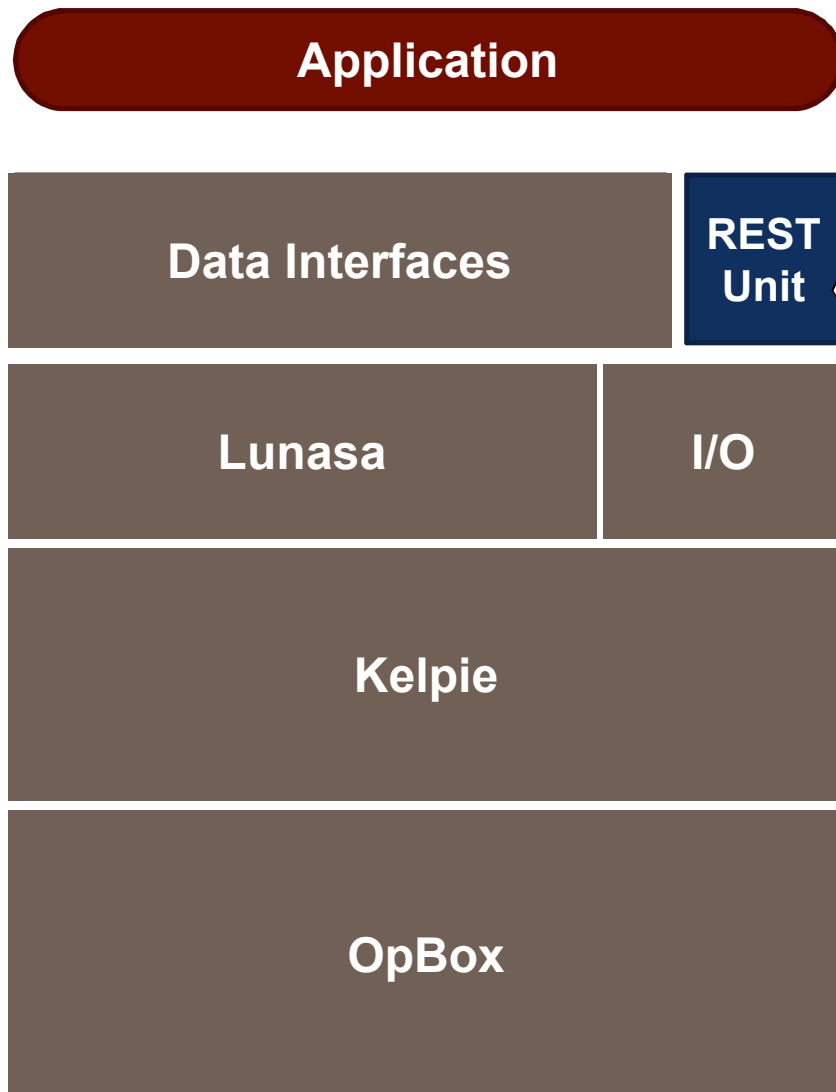 Application
Data Interfaces
REST
Unit
Lunasa
I/O
Kelpie
OpBox